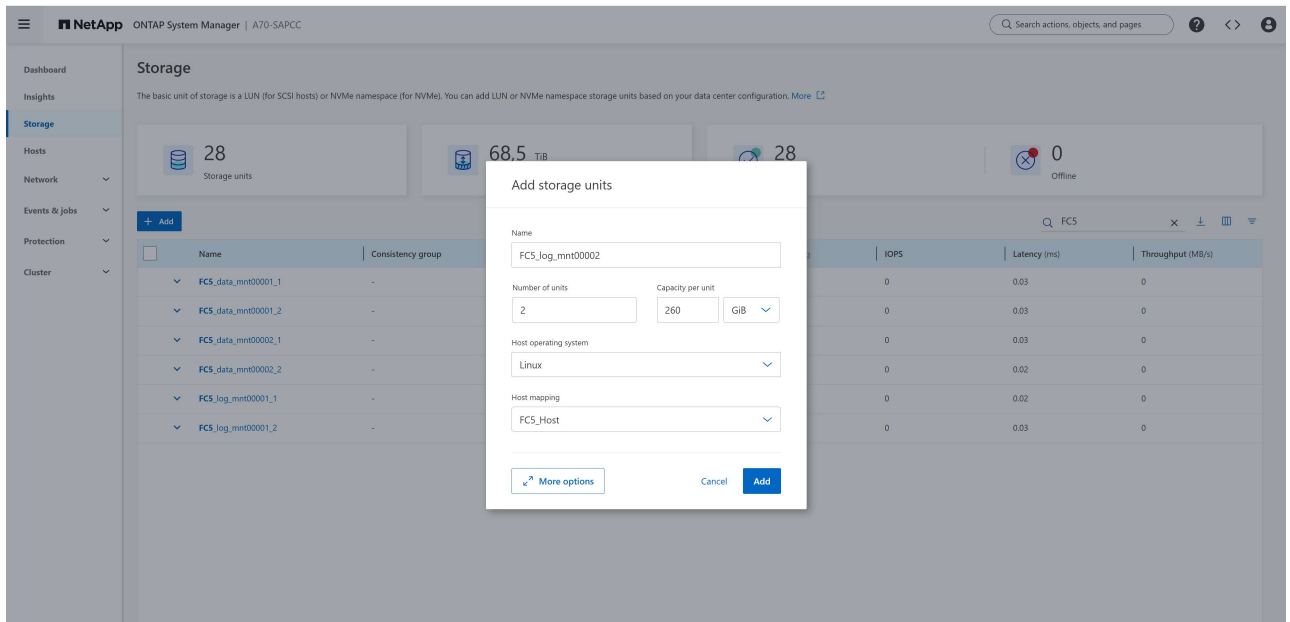 NetApp ONTAP System Manager | A70-SAPCC
Search actions, objects, and pages
Dashboard
Insights
Storage
Hosts
Network
Events & jobs
Protection
Cluster
Storage
The basic unit of storage is a LUN (for SCSI hosts) or NVMe namespace (for NVMe). You can add LUN or NVMe namespace storage units based on your data center configuration. More
28
Storage units
68,5 TiB
28
0
Offline
+ Add
FC5
Name Consistency group IOPS Latency (ms) Throughput (MB/s)
FC5_data_mnt00001_1 - 0 0.03 0
FC5_data_mnt00001_2 - 0 0.03 0
FC5_data_mnt00002_1 - 0 0.03 0
FC5_data_mnt00002_2 - 0 0.02 0
FC5_log_mnt00001_1 - 0 0.02 0
FC5_log_mnt00001_2 - 0 0.03 0
Add storage units
Name
FC5_log_mnt00002
Number of units Capacity per unit
2 260 GiB
Host operating system
Linux
Host mapping
FC5_Host
More options Cancel Add